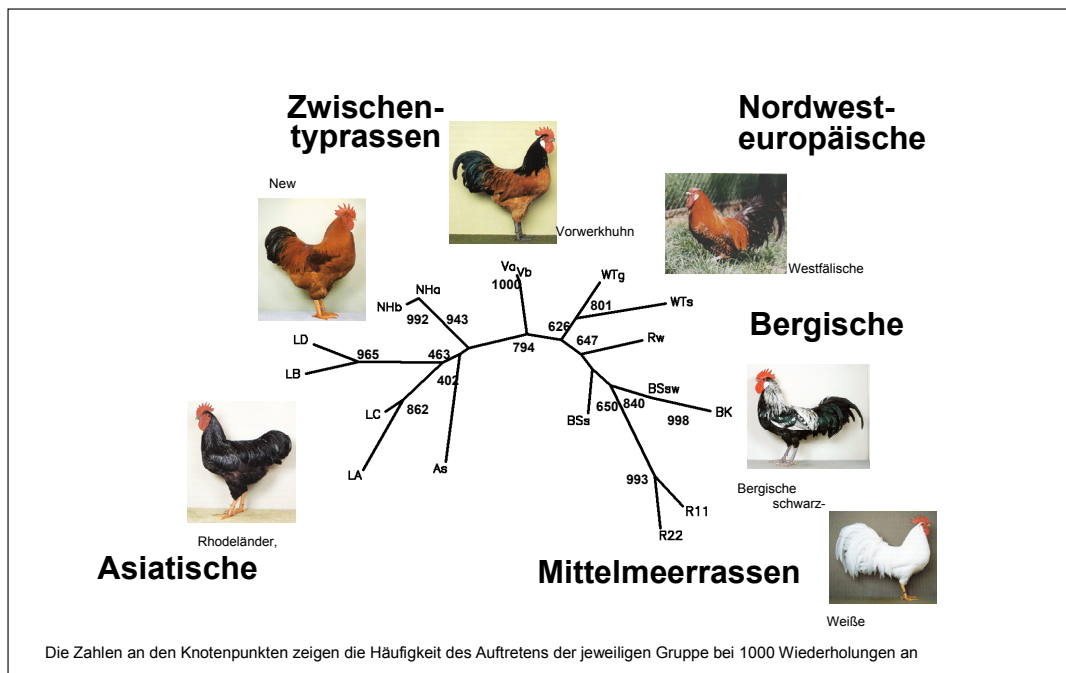 Zwischen-
typrassen
Nordwest-
europäische
New
Vorwerkhuhn
Westfälische
Va
Vb
1000
WTg
801
WTs
NHa
NHb
992
943
626
647
Rw
Bergische
LD
965
463
794
LB
402
BSsw
650
840
BK
998
LC
862
BSs
LA
As
993
R11
R22
Bergische
schwarz-
Rhodeländer,
Asiatische
Mittelmeerrassen
Weiße
Die Zahlen an den Knotenpunkten zeigen die Häufigkeit des Auftretens der jeweiligen Gruppe bei 1000 Wiederholungen an